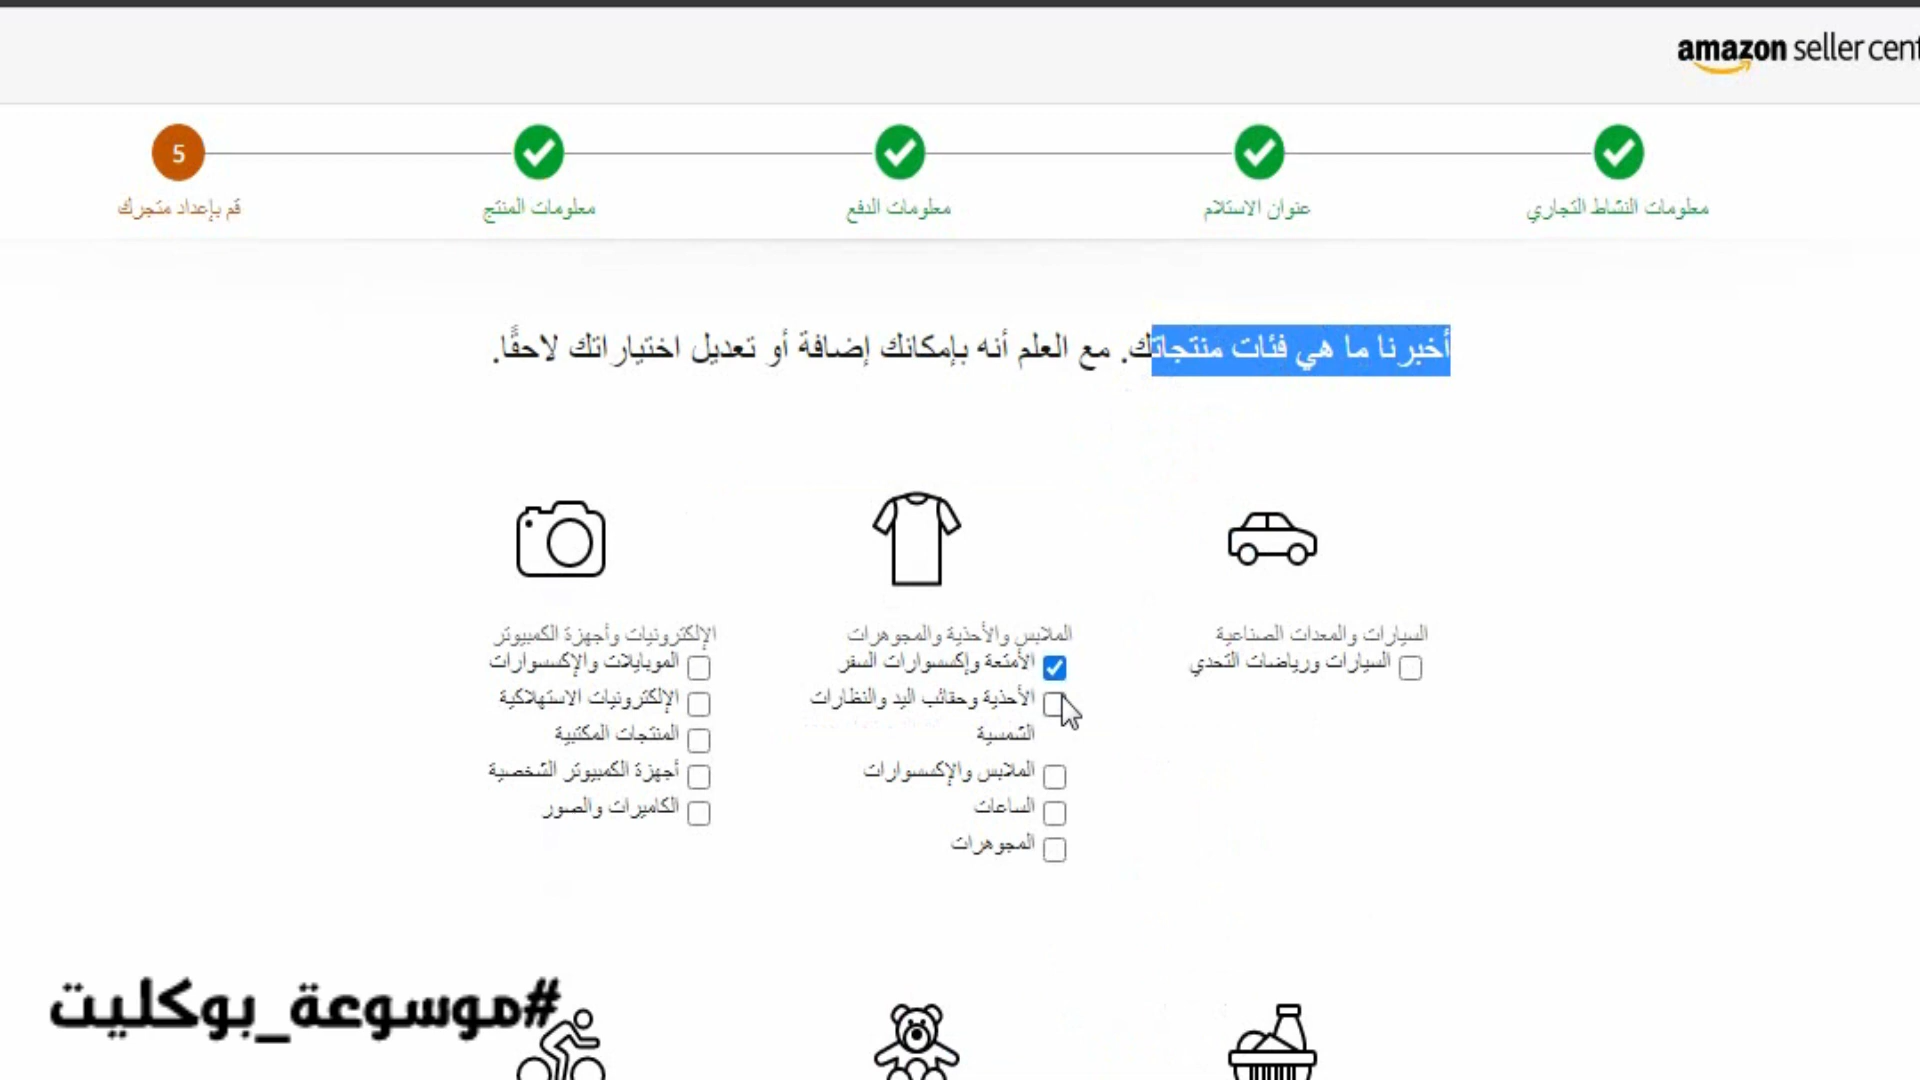 amazon seller cent
5
معلومات النشاط التجاري
عنوان الاستلام
معلومات الدفع
معلومات المنتج
قم بإعداد متجرك
أخبرنا ما هي فئات منتجاتك. مع العلم أنه بإمكانك إضافة أو تعديل اختياراتك لاحقًا.
السيارات والمعدات الصناعية
السيارات ورياضات التحدي
الملابس والأحذية والمجوهرات
الأمتعة وإكسسوارات السفر
الأحذية وحقائب اليد والنظارات
الشمسية
الملابس والإكسسوارات
الساعات
المجوهرات
الإلكترونيات وأجهزة الكمبيوتر
الموبايلات والإكسسوارات
الإلكترونيات الاستهلاكية
المنتجات المكتبية
أجهزة الكمبيوتر الشخصية
الكاميرات والصور
#موسوعة_بوكليت